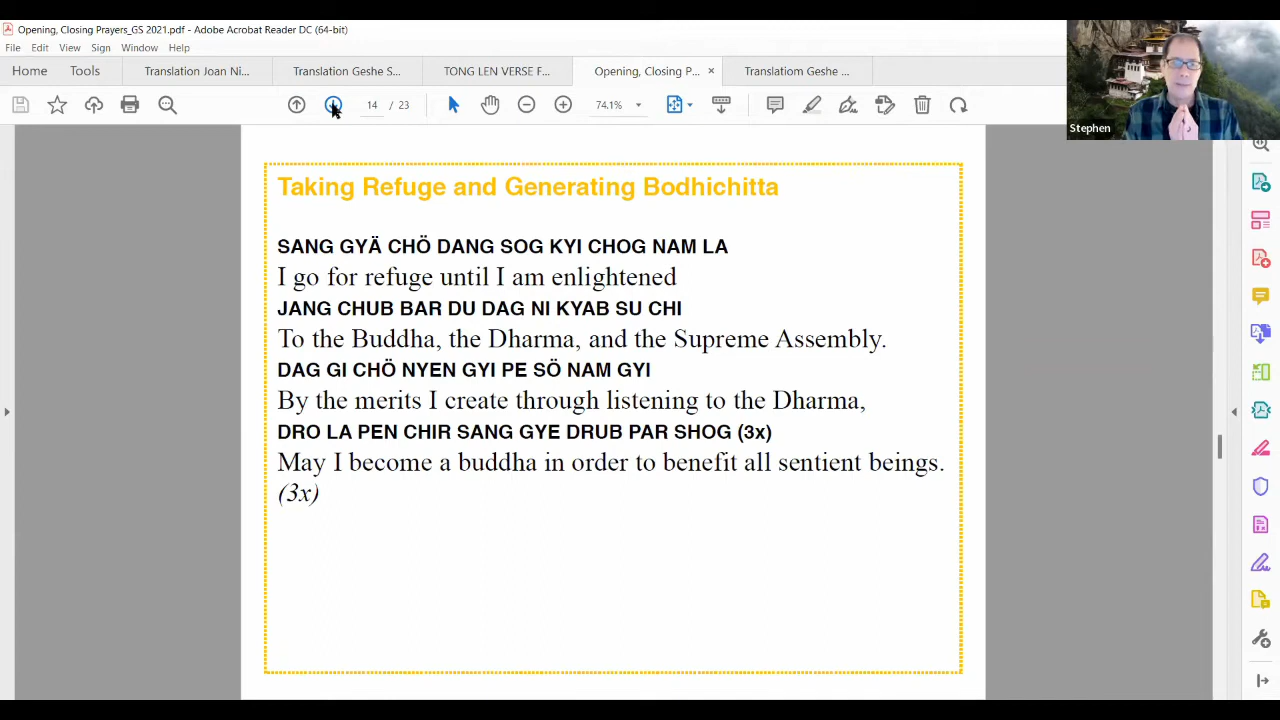 Opening, Closing Prayers_GS 2021.pdf - Adobe Acrobat Reader DC (64-bit)
File Edit View Sign Window Help
Home Tools Translation Joan Ni... Translation Geshe S... TONG LEN VERSE F... Opening, Closing P... × Translatiom Geshe ...
14 / 23 74.1%
Stephen
Taking Refuge and Generating Bodhichitta
SANG GYÄ CHÖ DANG SOG KYI CHOG NAM LA
I go for refuge until I am enlightened
JANG CHUB BAR DU DAG NI KYAB SU CHI
To the Buddha, the Dharma, and the Supreme Assembly.
DAG GI CHÖ NYEN GYI PE SÖ NAM GYI
By the merits I create through listening to the Dharma,
DRO LA PEN CHIR SANG GYE DRUB PAR SHOG (3x)
May I become a buddha in order to benefit all sentient beings.
(3x)